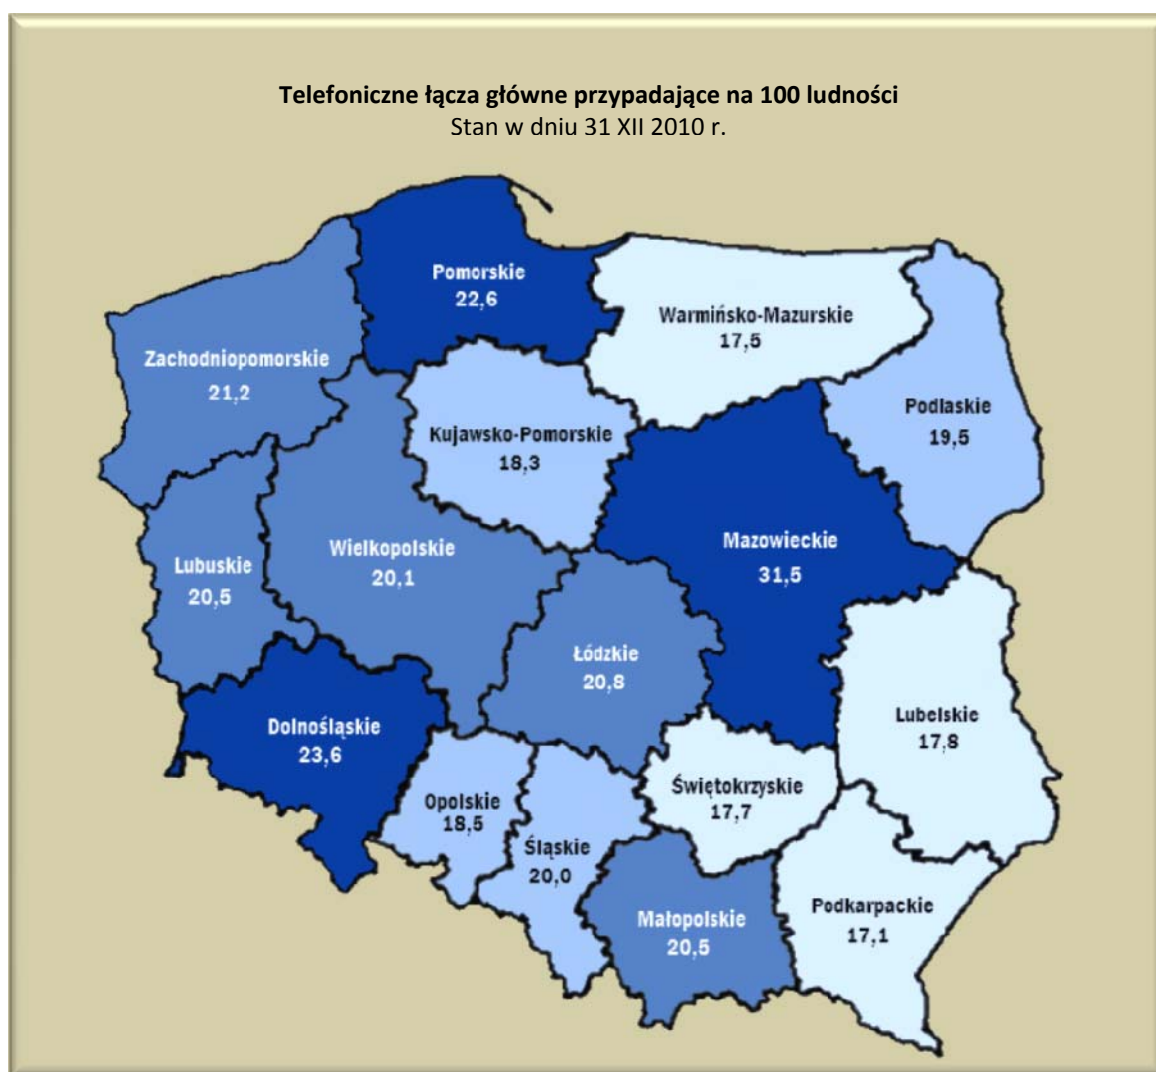 Telefoniczne łącza główne przypadające na 100 ludności
Stan w dniu 31 XII 2010 r.
Pomorskie
22,6
Warmińsko-Mazurskie
17,5
Zachodniopomorskie
21,2
Podlaskie
19,5
Kujawsko-Pomorskie
18,3
Mazowieckie
31,5
Wielkopolskie
20,1
Lubuskie
20,5
Łódzkie
20,8
Lubelskie
17,8
Dolnośląskie
23,6
Świętokrzyskie
17,7
Opolskie
18,5
Śląskie
20,0
Podkarpackie
17,1
Małopolskie
20,5